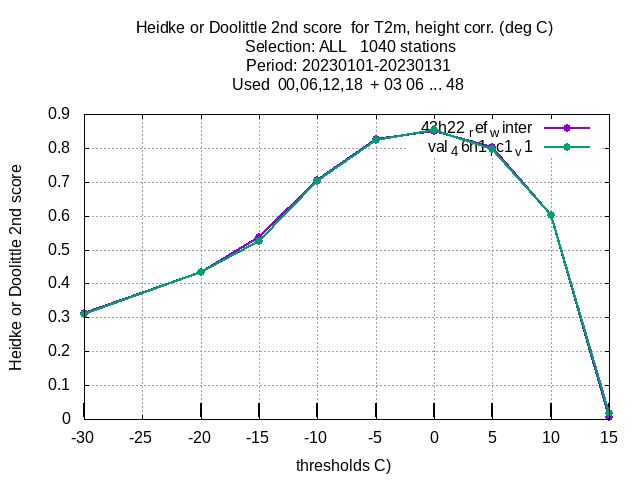 Heidke or Doolittle 2nd score  for T2m, height corr. (deg C)
Selection: ALL   1040 stations
Period: 20230101-20230131
Used  00,06,12,18  + 03 06 ... 48
43h22 ref winter
0.9
0.8
0.7
0.6
0.5
0.4
0.3
0.2
0.1
0
Heidke or Doolittle 2nd score
-30 -25 -20 -15 -10 -5 0 5 10 15
thresholds C)